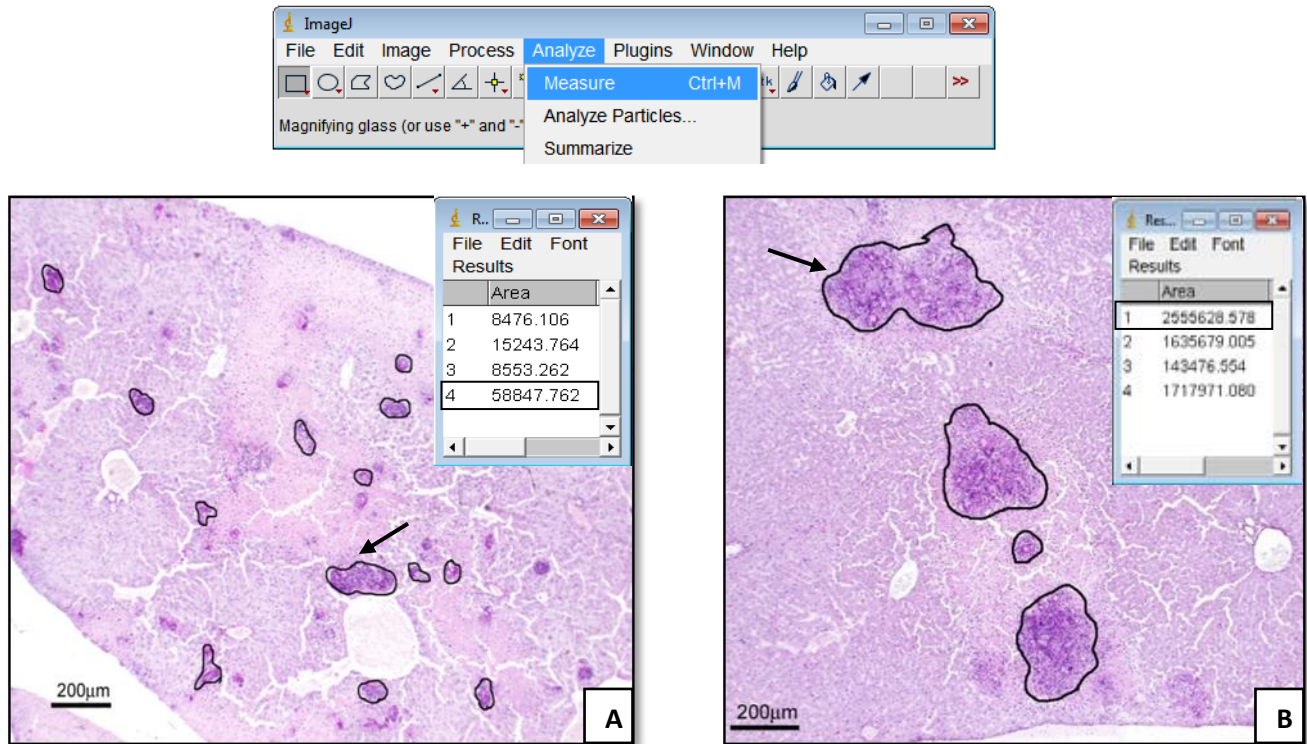 ImageJ
File Edit Image Process Analyze Plugins Window Help
Measure Ctrl+M
Magnifying glass (or use "+" and "-"
Analyze Particles...
Summarize
>>
R..
File Edit Font
Results
Area
1 8476.106
2 15243.764
3 8553.262
4 58847.762
200μm
A
Res...
File Edit Font
Results
Area
1 2555628.578
2 1635679.005
3 143476.554
4 1717971.080
200μm
B